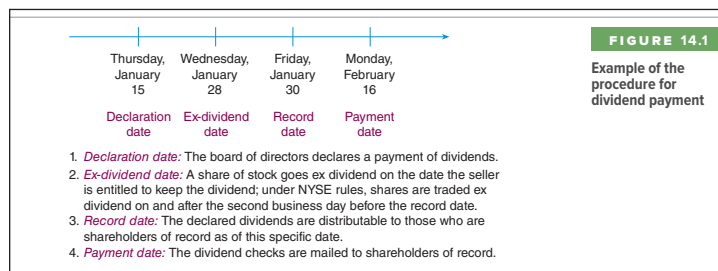 FIGURE 14.1
Example of the
procedure for
dividend payment
Thursday, Wednesday, Friday, Monday,
January January January February
15 28 30 16
Declaration Ex-dividend Record Payment
date date date date
1. Declaration date: The board of directors declares a payment of dividends.
2. Ex-dividend date: A share of stock goes ex dividend on the date the seller
is entitled to keep the dividend; under NYSE rules, shares are traded ex
dividend on and after the second business day before the record date.
3. Record date: The declared dividends are distributable to those who are
shareholders of record as of this specific date.
4. Payment date: The dividend checks are mailed to shareholders of record.